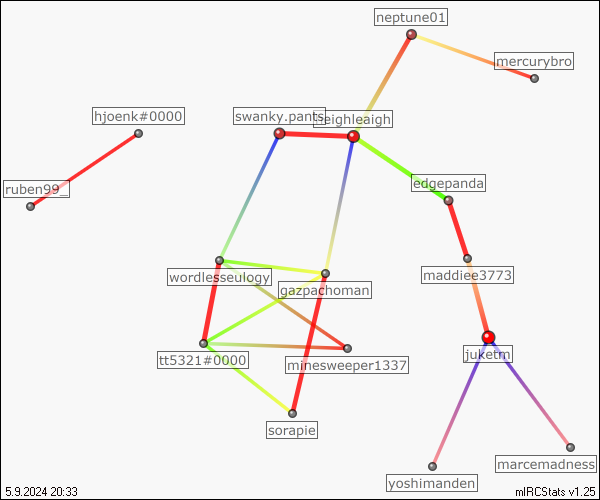 neptune01
mercurybro
hjoenk#0000
swanky.pants
edgepanda
ruben99_
wordlesseulogy
maddiee3773
gazpachoman
tt5321#0000
minesweeper1337
juketm
sorapie
marcemadness
yoshimanden
5.9.2024 20:33
mIRCStats v1.25